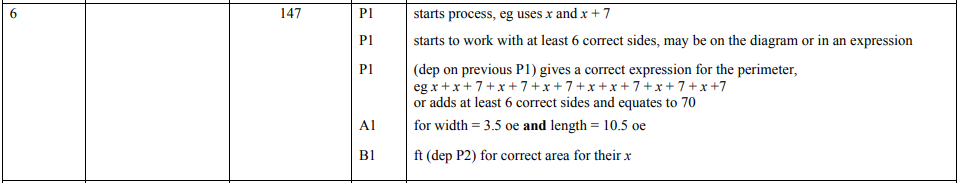 6 147 P1 starts process, eg uses x and x + 7
P1 starts to work with at least 6 correct sides, may be on the diagram or in an expression
P1 (dep on previous P1) gives a correct expression for the perimeter,
eg x + x + 7 + x + 7 + x + 7 + x + x + 7 + x + 7 + x +7
or adds at least 6 correct sides and equates to 70
A1 for width = 3.5 oe and length = 10.5 oe
B1 ft (dep P2) for correct area for their x